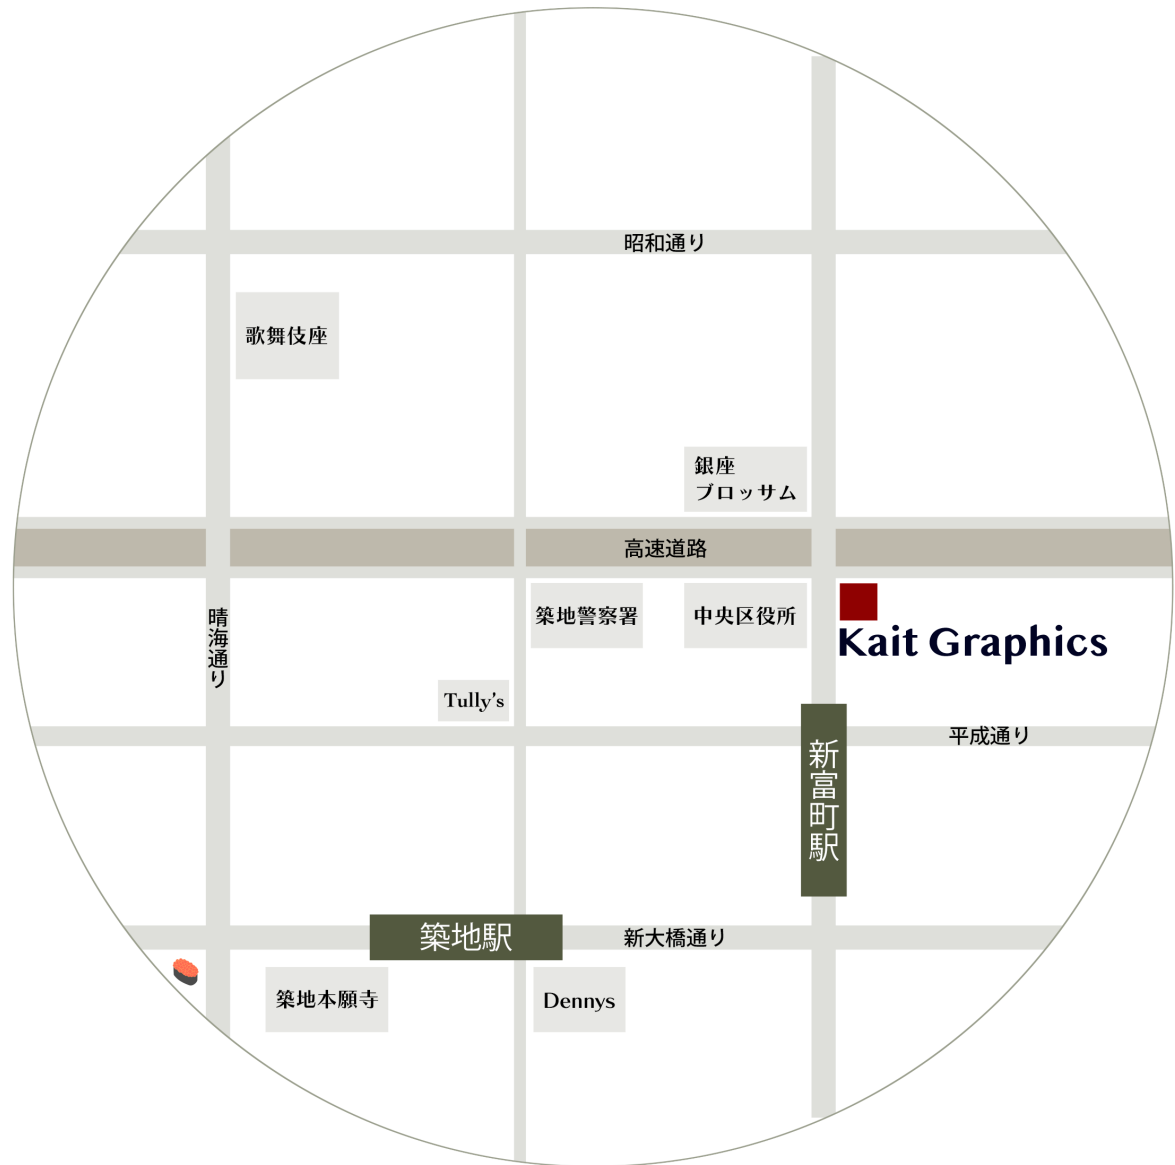 昭和通り
歌舞伎座
銀座
ブロッサム
高速道路
築地警察署
中央区役所
晴海通り
Kait Graphics
Tully’s
平成通り
新富町駅
築地駅
新大橋通り
築地本願寺
Dennys